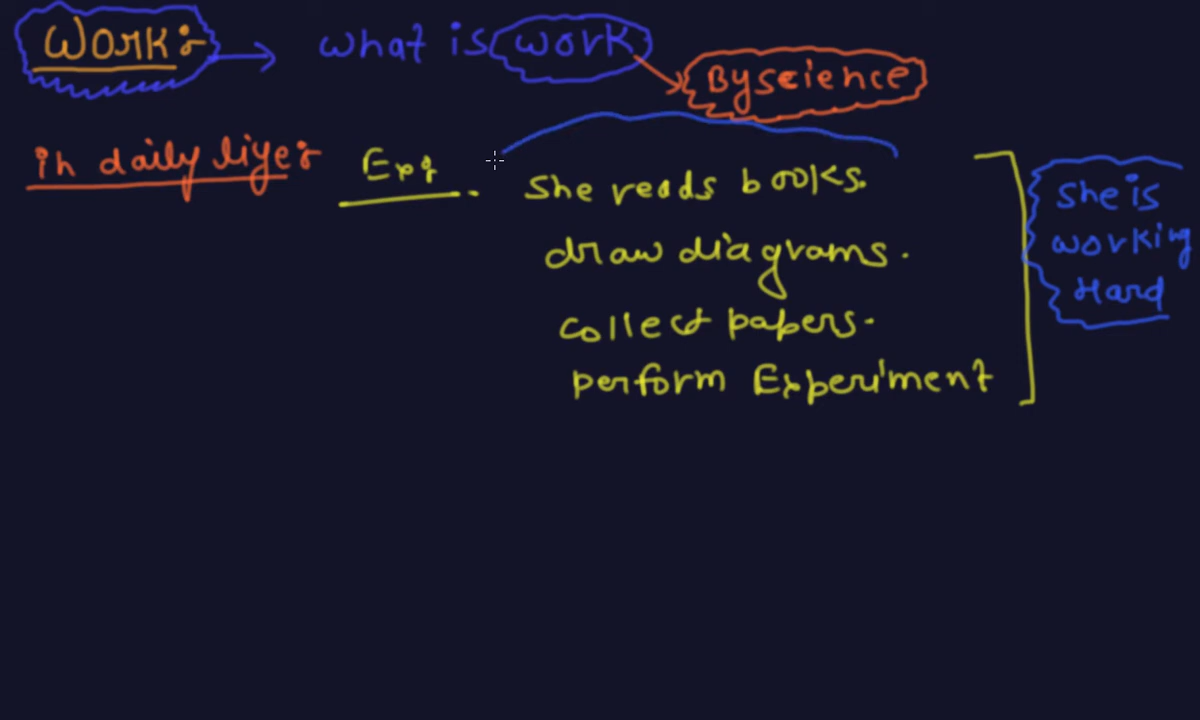 Work:
what is work
By science
in daily life:
Exp:
She reads books.
draw diagrams.
collect papers.
perform Experiment
She is
working
Hard